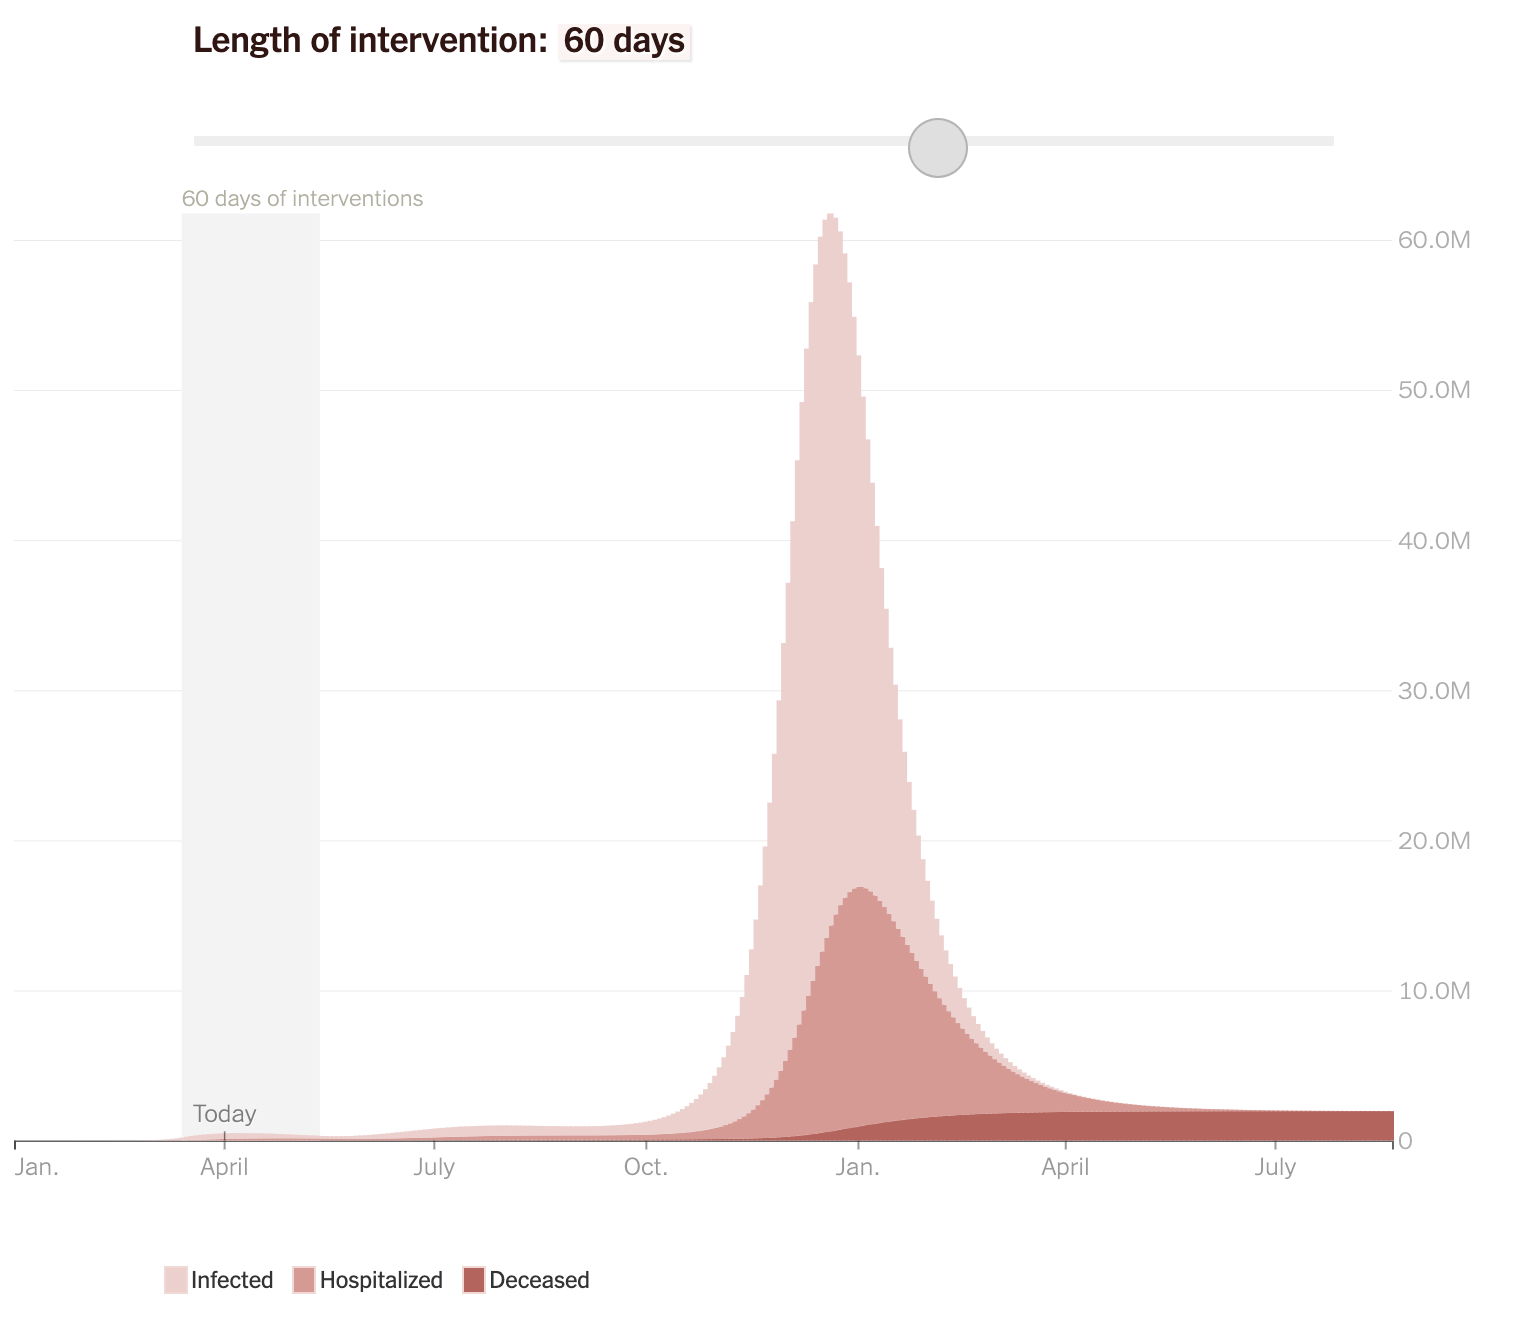 Length of intervention: 60 days
60 days of interventions
60.0M
50.0M
40.0M
30.0M
20.0M
10.0M
Today
0
Jan. April July Oct. Jan. April July
Infected Hospitalized Deceased